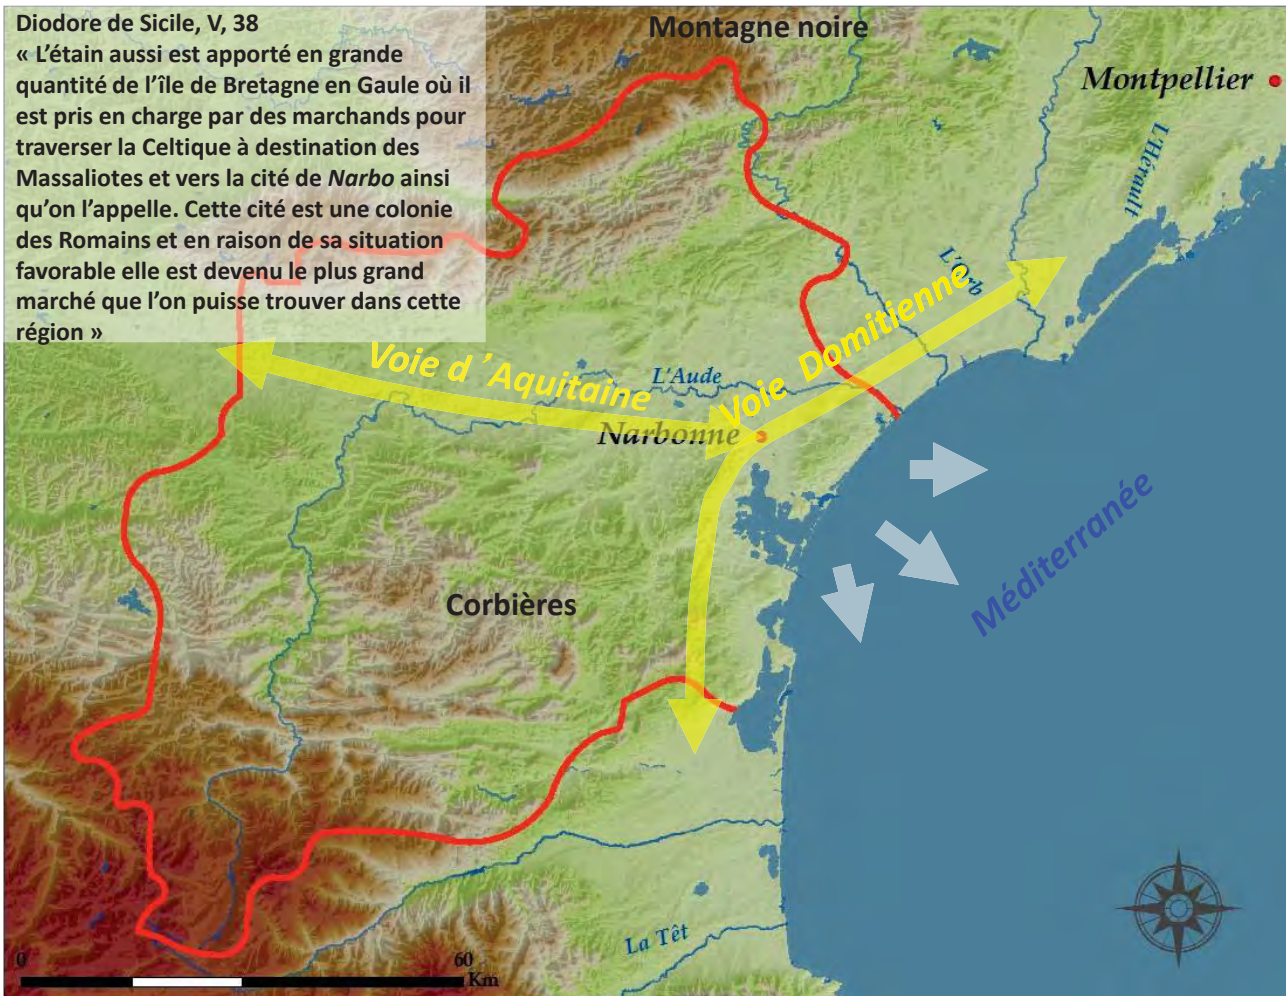 Diodore de Sicile, V, 38
« L’étain aussi est apporté en grande
quantité de l’île de Bretagne en Gaule où il
est pris en charge par des marchands pour
traverser la Celtique à destination des
Massaliotes et vers la cité de Narbo ainsi
qu’on l’appelle. Cette cité est une colonie
des Romains et en raison de sa situation
favorable elle est devenu le plus grand
marché que l’on puisse trouver dans cette
région »
Montagne noire
Montpellier
L'Hérault
L'Orb
Voie d ’Aquitaine
L'Aude
Voie Domitienne
Narbonne
Méditerranée
Corbières
La Têt
0
60
Km